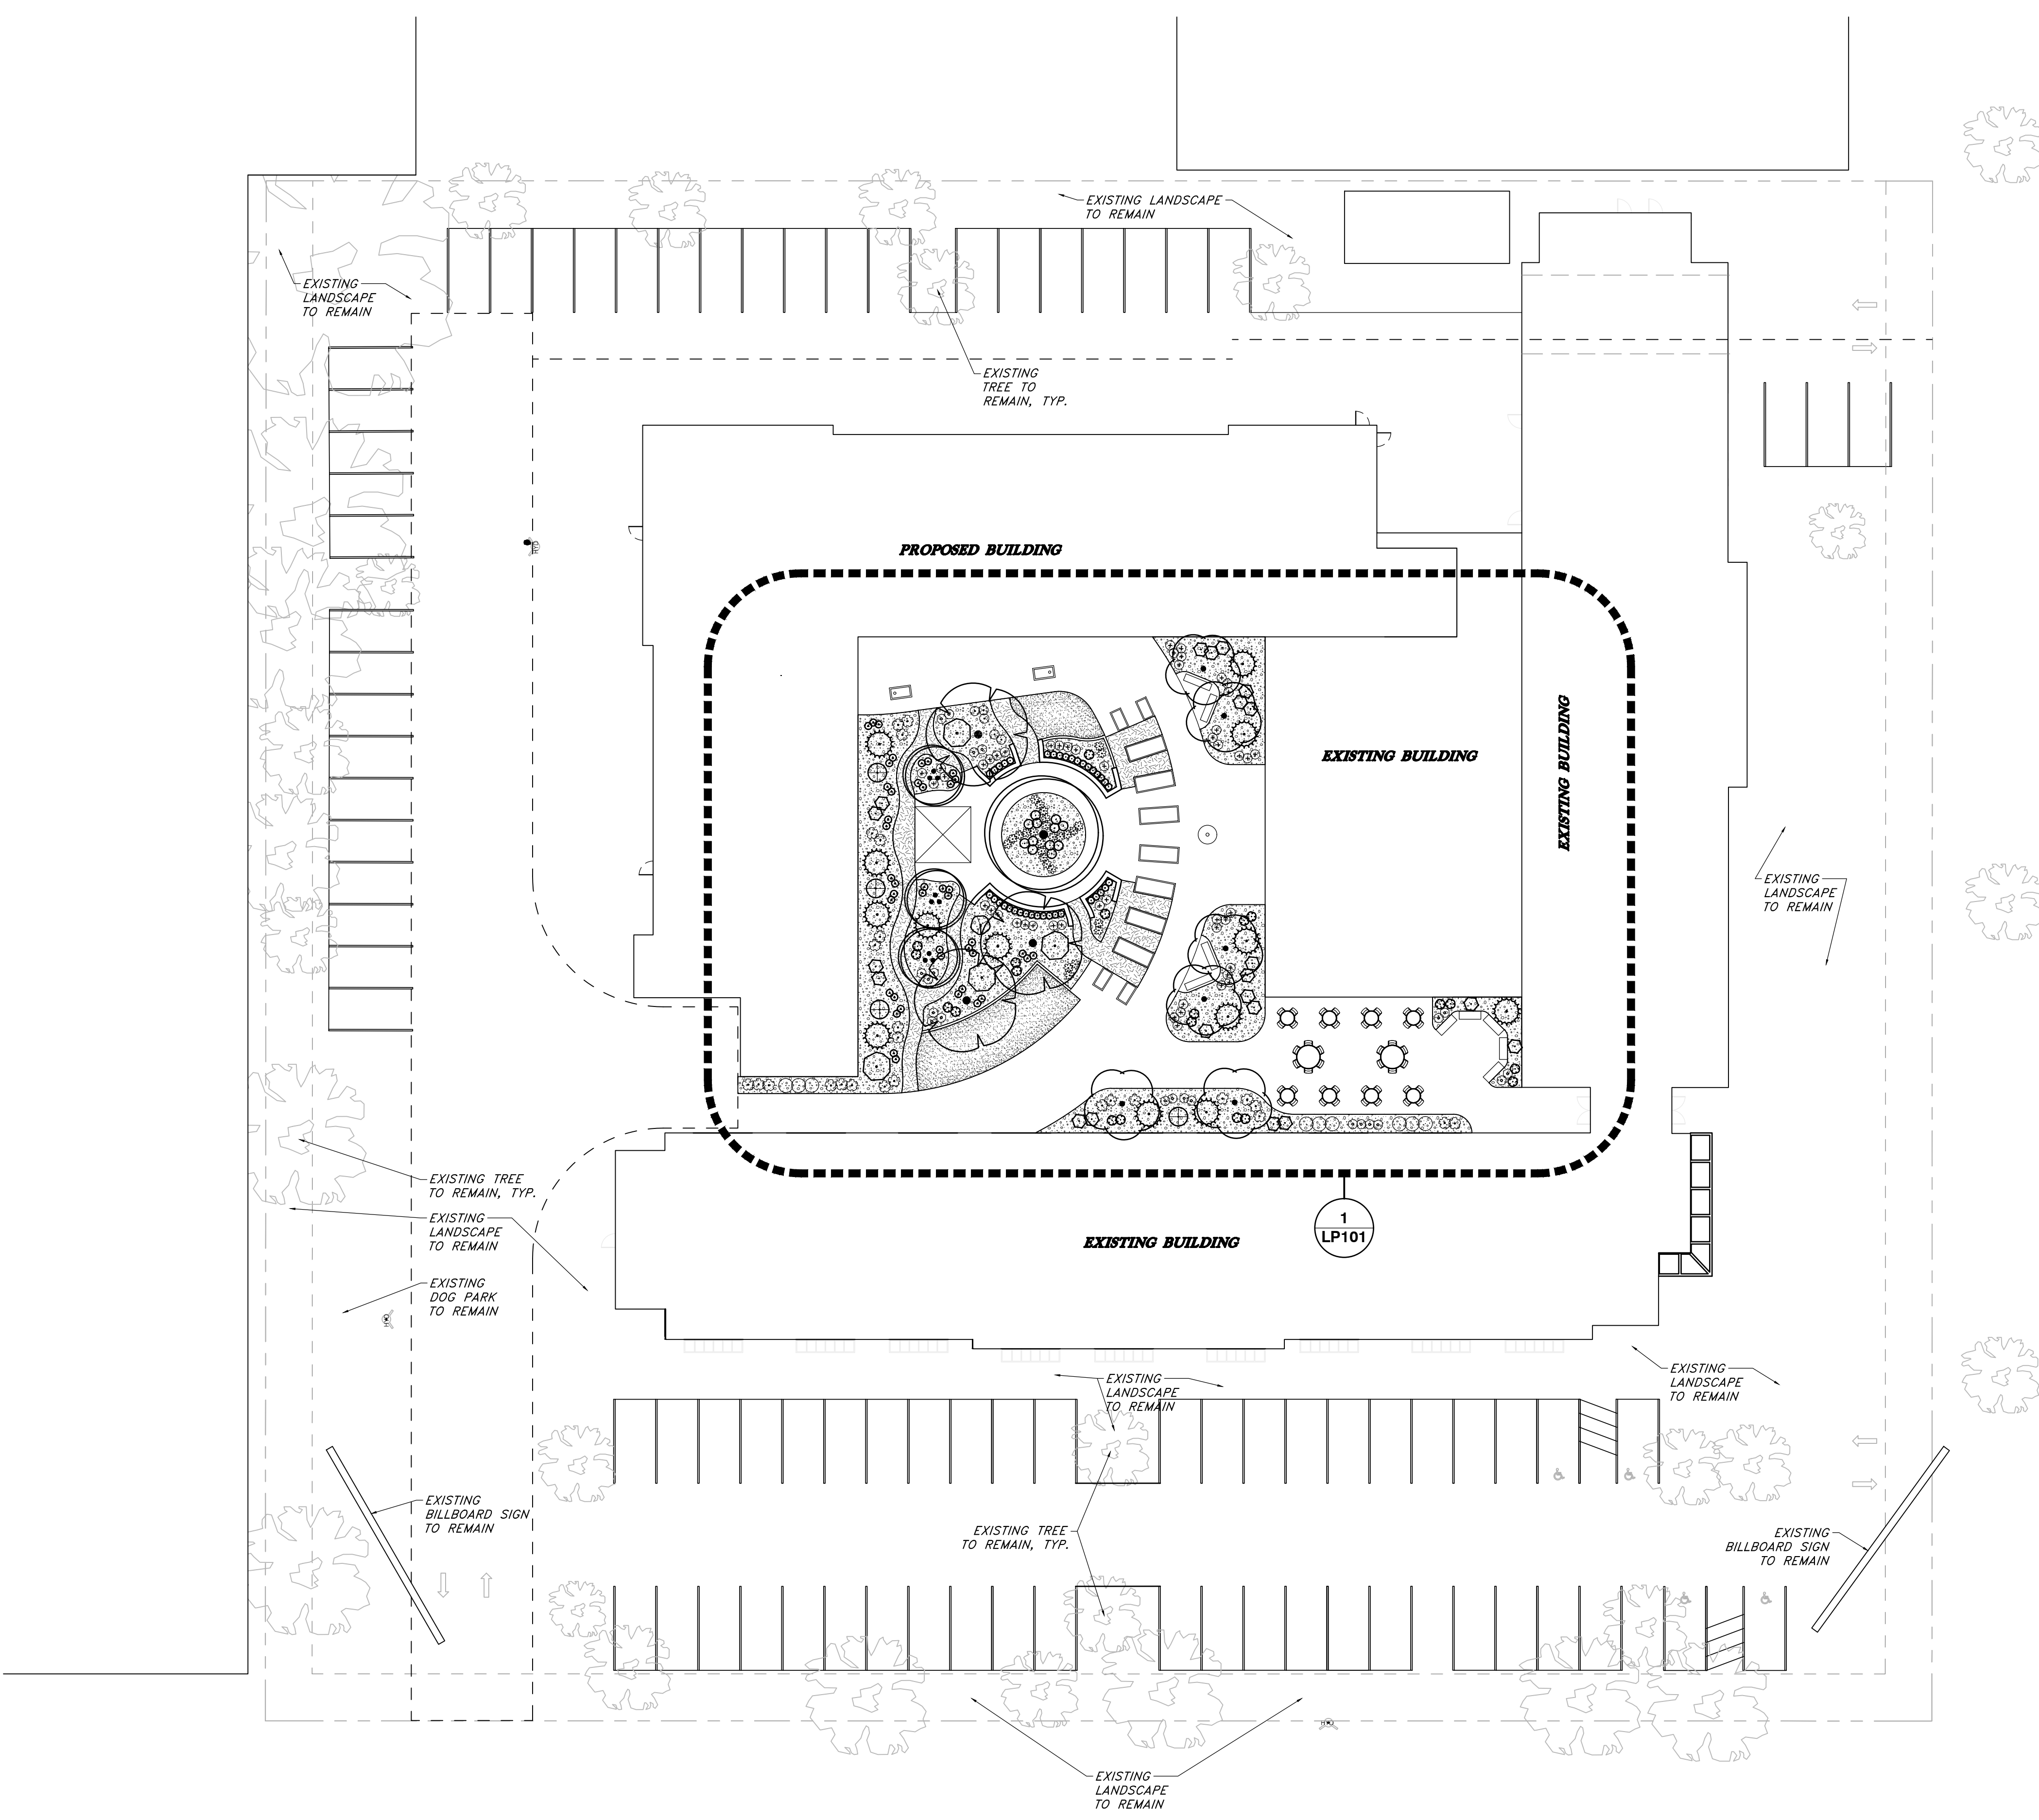 EXISTING LANDSCAPE
TO REMAIN
EXISTING
LANDSCAPE
TO REMAIN
EXISTING
TREE TO
REMAIN, TYP.
HYD
PROPOSED BUILDING
EXISTING BUILDING
EXISTING BUILDING
EXISTING
LANDSCAPE
TO REMAIN
EXISTING TREE
TO REMAIN, TYP.
EXISTING
LANDSCAPE
TO REMAIN
1
LP101
EXISTING BUILDING
EXISTING
DOG PARK
TO REMAIN
EXISTING
LANDSCAPE
TO REMAIN
EXISTING
LANDSCAPE
TO REMAIN
EXISTING
BILLBOARD SIGN
TO REMAIN
EXISTING TREE
TO REMAIN, TYP.
EXISTING
BILLBOARD SIGN
TO REMAIN
EXISTING
LANDSCAPE
TO REMAIN